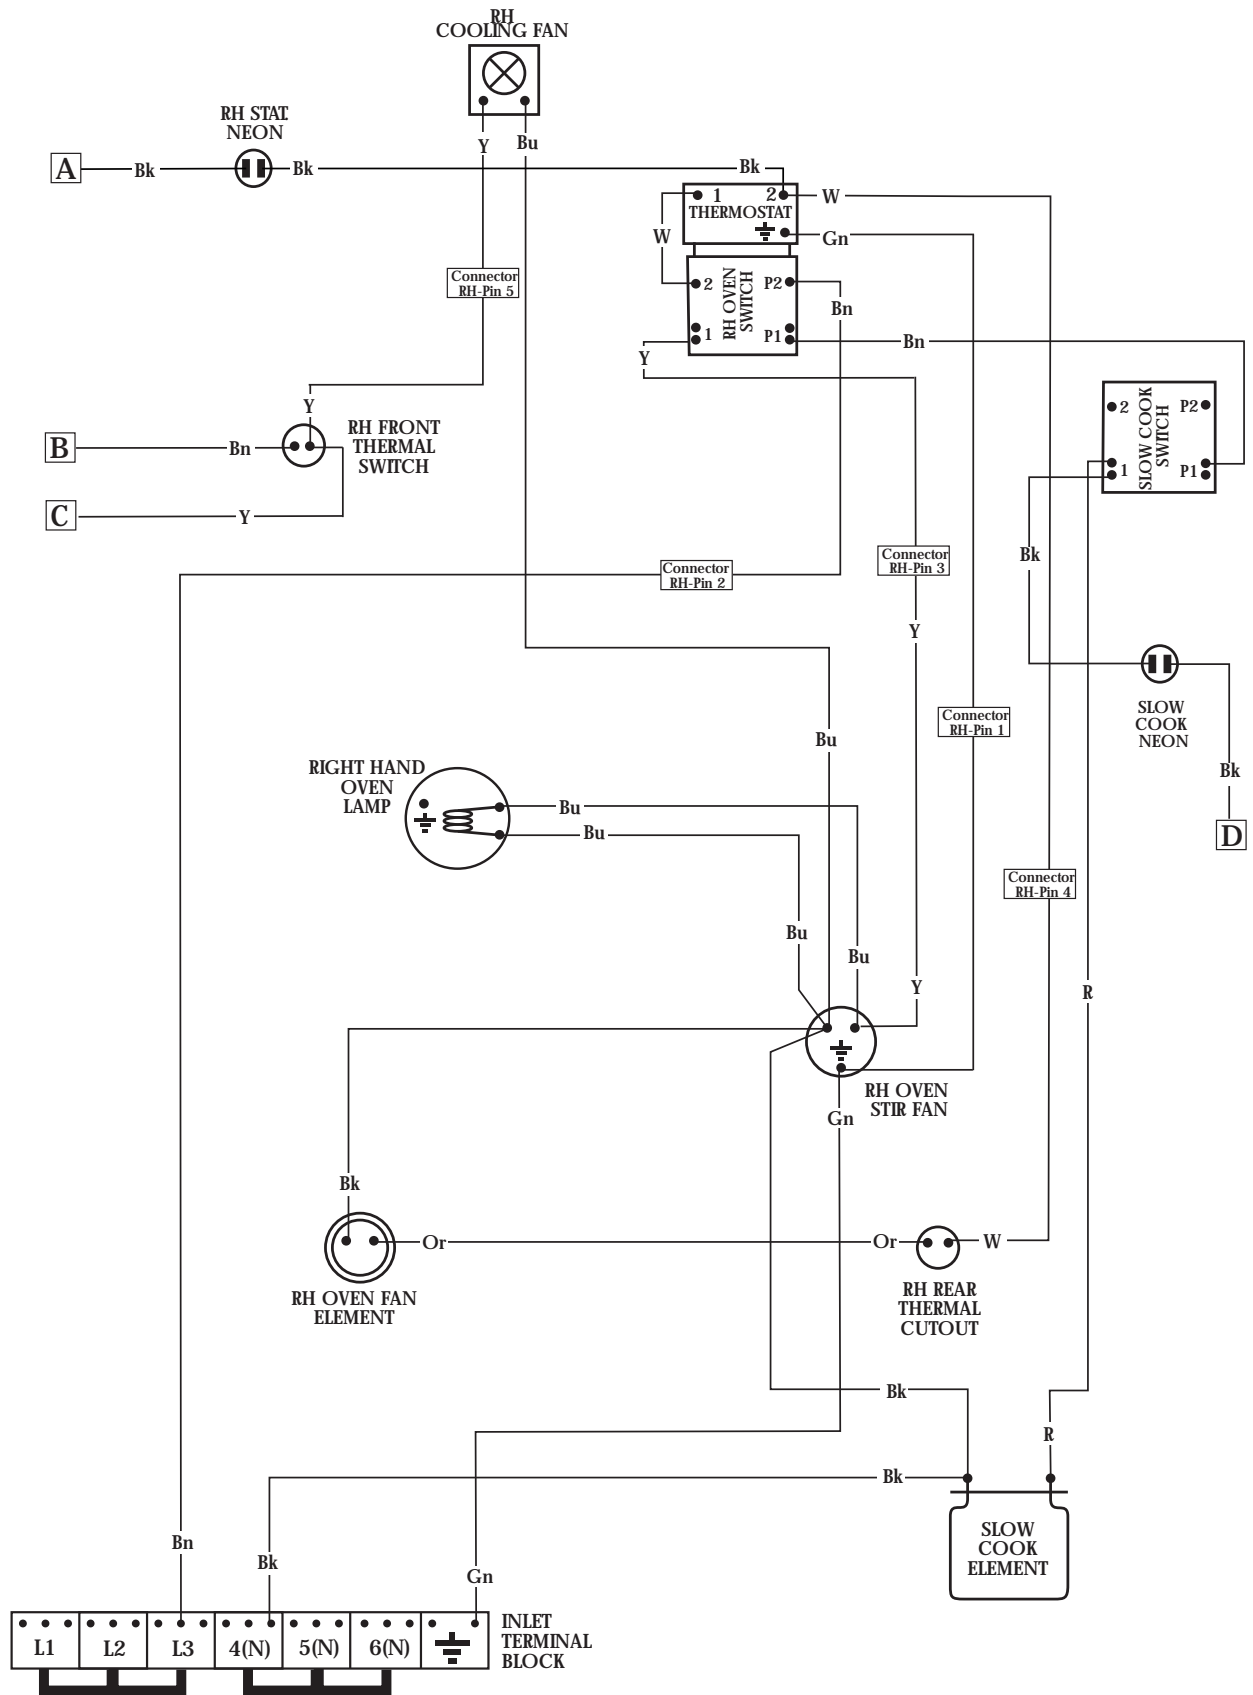 RH
COOLING FAN
RH STAT.
NEON
Y
Bu
A
Bk
Bk
Bk
1
2
W
THERMOSTAT
W
Gn
Connector
RH-Pin 5
2
RH OVEN
SWITCH
P2
Bn
1
P1
Bn
Y
Y
RH FRONT
THERMAL
SWITCH
2
SLOW COOK
SWITCH
P2
1
P1
B
Bn
C
Y
Bk
Connector
RH-Pin 3
Connector
RH-Pin 2
Y
SLOW
COOK
NEON
Connector
RH-Pin 1
Bu
Bk
RIGHT HAND
OVEN
LAMP
Bu
Bu
D
Connector
RH-Pin 4
Bu
Bu
Y
R
RH OVEN
STIR FAN
Gn
Bk
Or
Or
W
RH OVEN FAN
ELEMENT
RH REAR
THERMAL
CUTOUT
Bk
R
Bk
SLOW
COOK
ELEMENT
Bn
Bk
Gn
L1
L2
L3
4(N)
5(N)
6(N)
INLET
TERMINAL
BLOCK